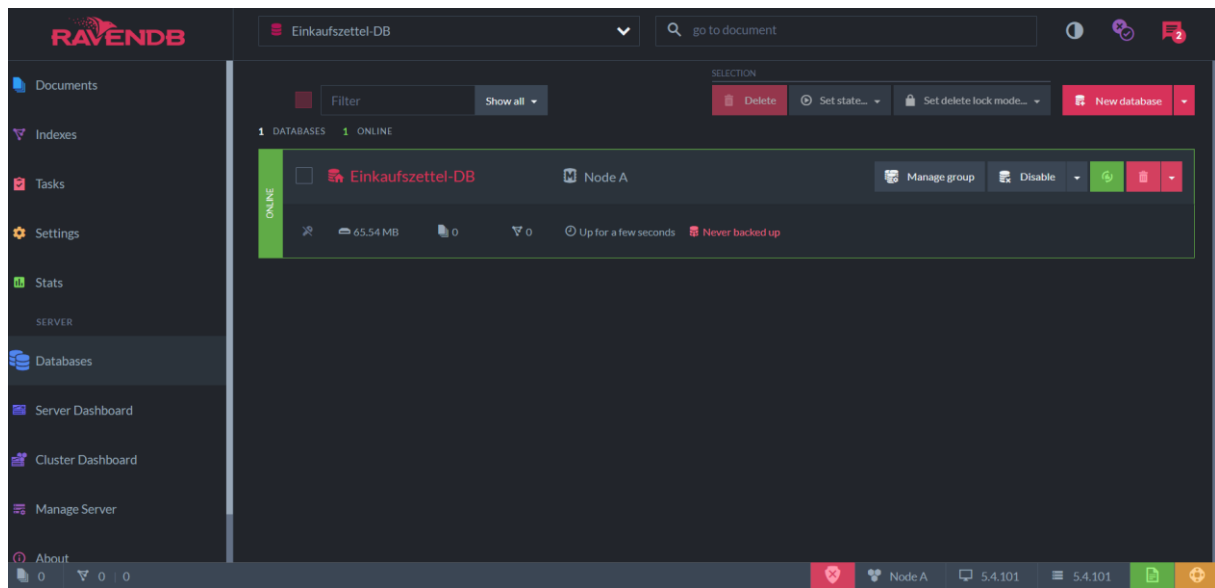 RAVENDB
Einkaufszettel-DB
go to document
2
Documents
Indexes
Tasks
Settings
Stats
SERVER
Databases
Server Dashboard
Cluster Dashboard
Manage Server
About
SELECTION
Filter
Show all
Delete
Set state...
Set delete lock mode...
New database
1 DATABASES 1 ONLINE
ONLINE
Einkaufszettel-DB
Node A
Manage group
Disable
65.54 MB
0
0
Up for a few seconds
Never backed up
0
0 | 0
Node A
5.4.101
5.4.101